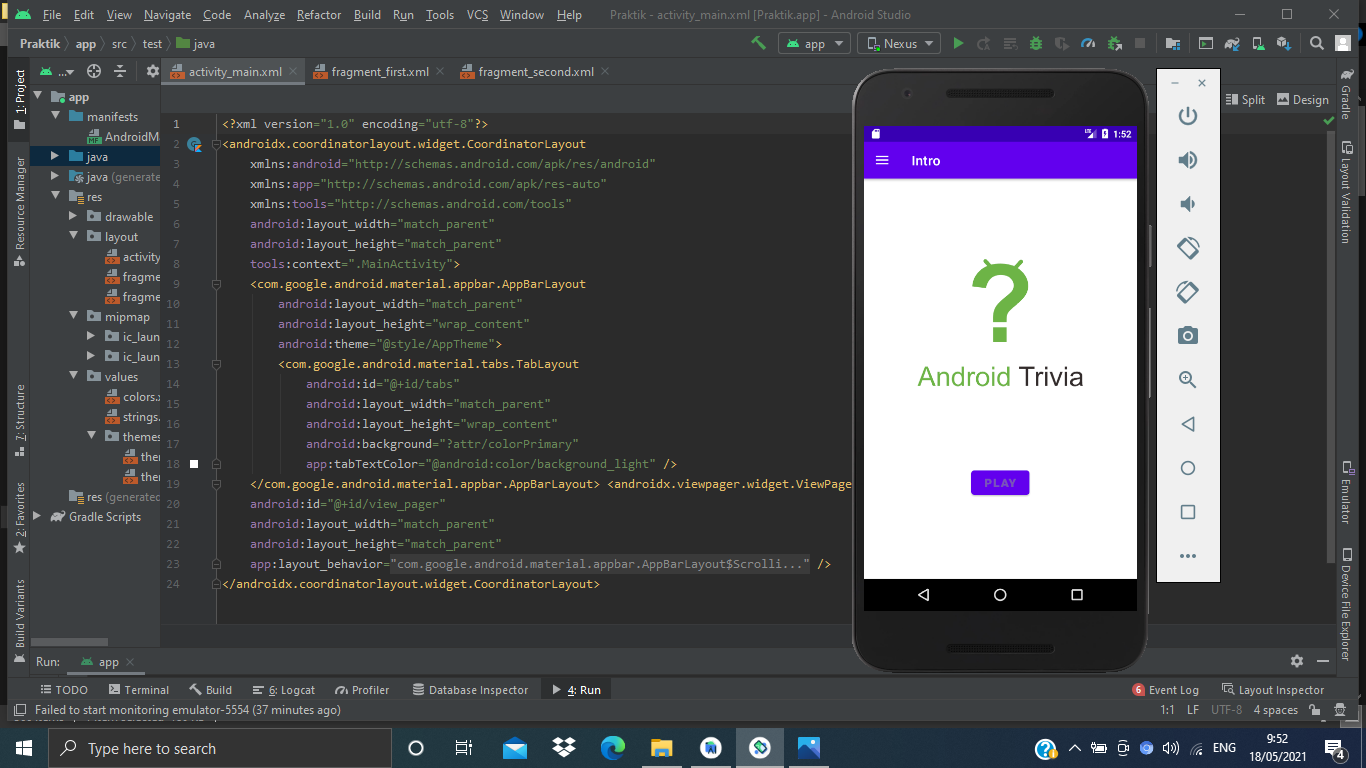 File Edit View Navigate Code Analyze Refactor Build Run Tools VCS Window Help Praktik - activity_main.xml [Praktik.app] - Android Studio
Praktik app src test java app Nexus
activity_main.xml fragment_first.xml fragment_second.xml
Split Design
1: Project
Resource Manager
7: Structure
2: Favorites
Build Variants
app
manifests
AndroidMa
java
java (generate
res
drawable
layout
activity
fragme
fragme
mipmap
ic_laun
ic_laun
values
colors.x
strings.
themes
the
the
res (generated
Gradle Scripts
1 <?xml version="1.0" encoding="utf-8"?>
2 <androidx.coordinatorlayout.widget.CoordinatorLayout
3 xmlns:android="http://schemas.android.com/apk/res/android"
4 xmlns:app="http://schemas.android.com/apk/res-auto"
5 xmlns:tools="http://schemas.android.com/tools"
6 android:layout_width="match_parent"
7 android:layout_height="match_parent"
8 tools:context=".MainActivity">
9 <com.google.android.material.appbar.AppBarLayout
10 android:layout_width="match_parent"
11 android:layout_height="wrap_content"
12 android:theme="@style/AppTheme">
13 <com.google.android.material.tabs.TabLayout
14 android:id="@+id/tabs"
15 android:layout_width="match_parent"
16 android:layout_height="wrap_content"
17 android:background="?attr/colorPrimary"
18 app:tabTextColor="@android:color/background_light" />
19 </com.google.android.material.appbar.AppBarLayout> <androidx.viewpager.widget.ViewPage
20 android:id="@+id/view_pager"
21 android:layout_width="match_parent"
22 android:layout_height="match_parent"
23 app:layout_behavior="com.google.android.material.appbar.AppBarLayout$Scrolli..." />
24 </androidx.coordinatorlayout.widget.CoordinatorLayout>
1:52
Intro
?
Android Trivia
PLAY
Gradle
Layout Validation
Emulator
Device File Explorer
Run: app
TODO Terminal Build 6: Logcat Profiler Database Inspector 4: Run 6 Event Log Layout Inspector
Failed to start monitoring emulator-5554 (37 minutes ago) 1:1 LF UTF-8 4 spaces
Type here to search ENG 9:52
18/05/2021 4